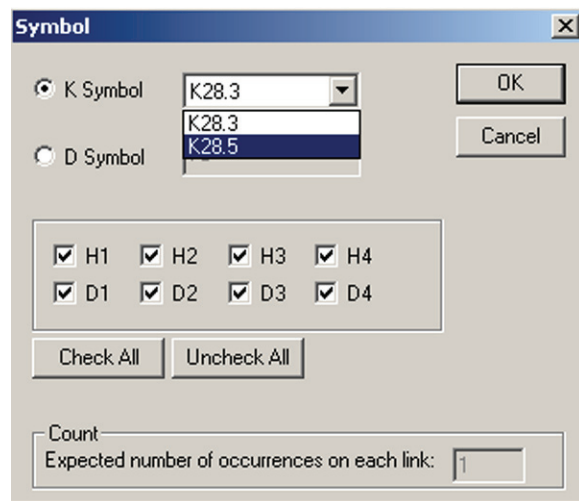 Symbol
K Symbol K28.3 OK
K28.3
K28.5 Cancel
D Symbol
H1 H2 H3 H4
D1 D2 D3 D4
Check All Uncheck All
Count
Expected number of occurrences on each link: 1